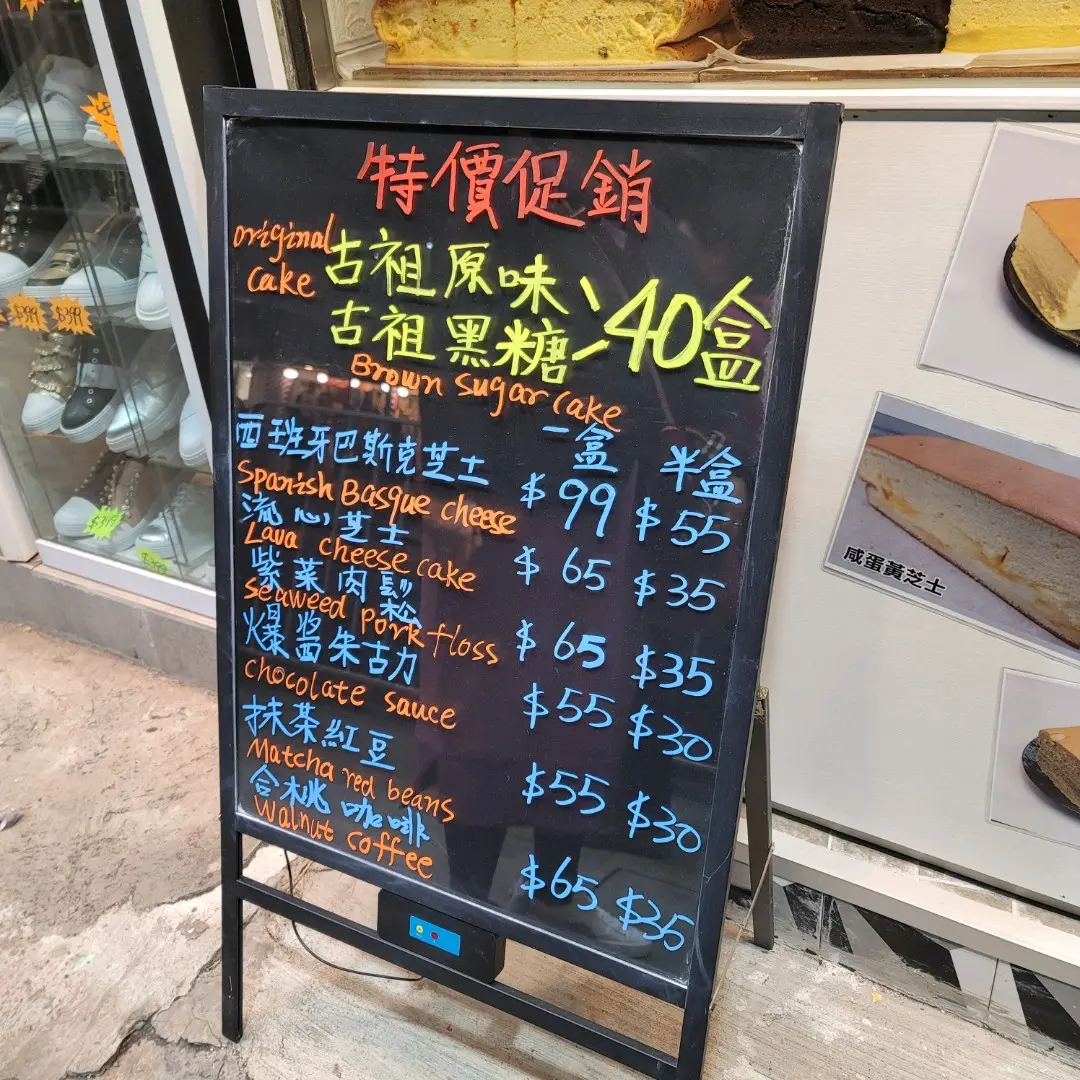 特價促銷
original cake
古祖原味
古祖黑糖
40盒
Brown sugar cake
一盒 半盒
西班牙巴斯克芝士
$99 $55
Spanish Basque cheese
流心芝士
$65 $35
Lava cheese cake
紫菜肉鬆
$65 $35
seaweed pork floss
爆醬朱古力
$55 $30
chocolate sauce
抹茶紅豆
$55 $30
Matcha red beans
合桃咖啡
$65 $35
Walnut coffee
咸蛋黃芝士